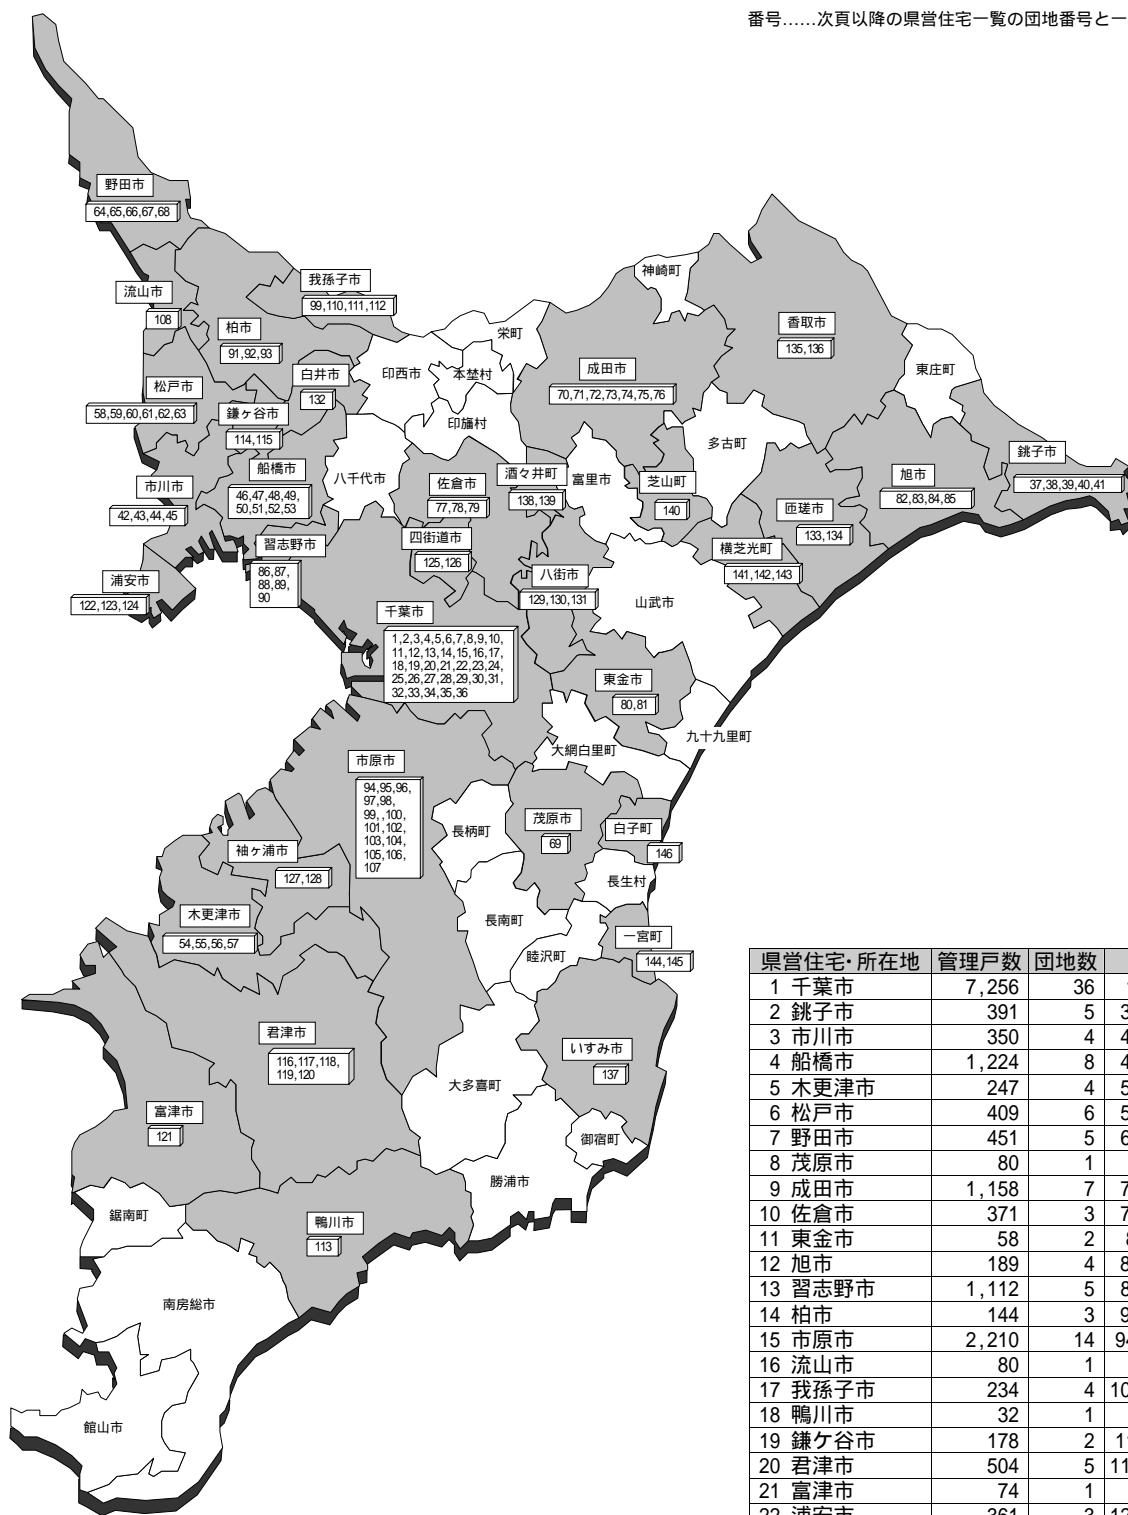 番号……次頁以降の県営住宅一覧の団地番号と一
野田市
64,65,66,67,68
流山市
108
我孫子市
99,110,111,112
柏市
91,92,93
松戸市
58,59,60,61,62,63
鎌ヶ谷市
114,115
白井市
132
印西市
本埜村
栄町
印旛村
神崎町
香取市
135,136
東庄町
成田市
70,71,72,73,74,75,76
多古町
銚子市
37,38,39,40,41
旭市
82,83,84,85
匝瑳市
133,134
市川市
42,43,44,45
船橋市
46,47,48,49,
50,51,52,53
八千代市
佐倉市
77,78,79
酒々井町
138,139
富里市
芝山町
140
横芝光町
141,142,143
浦安市
122,123,124
習志野市
86,87,
88,89,
90
四街道市
125,126
八街市
129,130,131
山武市
千葉市
1,2,3,4,5,6,7,8,9,10,
11,12,13,14,15,16,17,
18,19,20,21,22,23,24,
25,26,27,28,29,30,31,
32,33,34,35,36
東金市
80,81
九十九里町
大網白里町
市原市
94,95,96,
97,98,
99,,100,
101,102,
103,104,
105,106,
107
長柄町
茂原市
69
白子町
146
長生村
袖ヶ浦市
127,128
木更津市
54,55,56,57
長南町
睦沢町
一宮町
144,145
君津市
116,117,118,
119,120
大多喜町
いすみ市
137
富津市
121
御宿町
勝浦市
鋸南町
鴨川市
113
南房総市
館山市
県営住宅・所在地 管理戸数 団地数
1 千葉市 7,256 36
2 銚子市 391 5 3
3 市川市 350 4 4
4 船橋市 1,224 8 4
5 木更津市 247 4 5
6 松戸市 409 6 5
7 野田市 451 5 6
8 茂原市 80 1
9 成田市 1,158 7 7
10 佐倉市 371 3 7
11 東金市 58 2
12 旭市 189 4 8
13 習志野市 1,112 5 8
14 柏市 144 3 9
15 市原市 2,210 14 94
16 流山市 80 1
17 我孫子市 234 4 10
18 鴨川市 32 1
19 鎌ケ谷市 178 2 11
20 君津市 504 5 11
21 富津市 74 1
22 浦安市 361 3 12